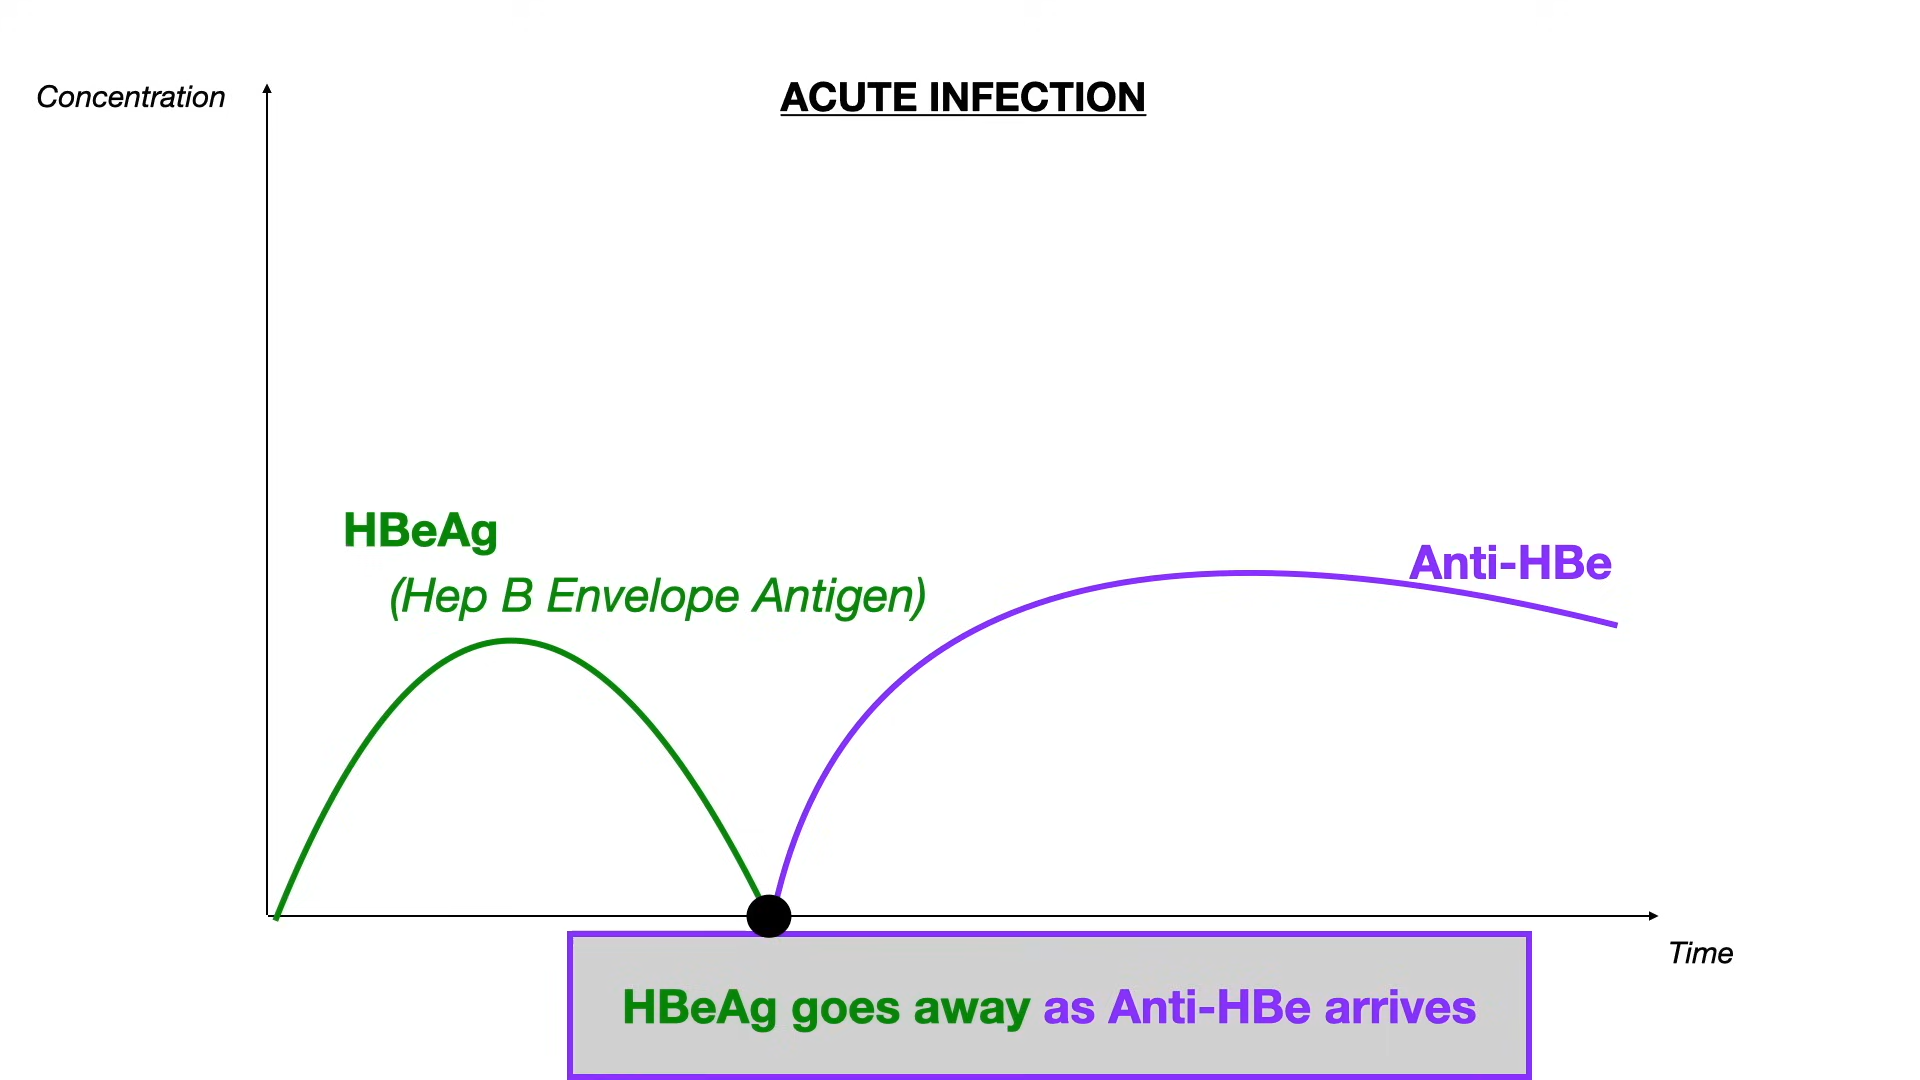 Concentration
ACUTE INFECTION
HBeAg
(Hep B Envelope Antigen)
Anti-HBe
Time
HBeAg goes away as Anti-HBe arrives